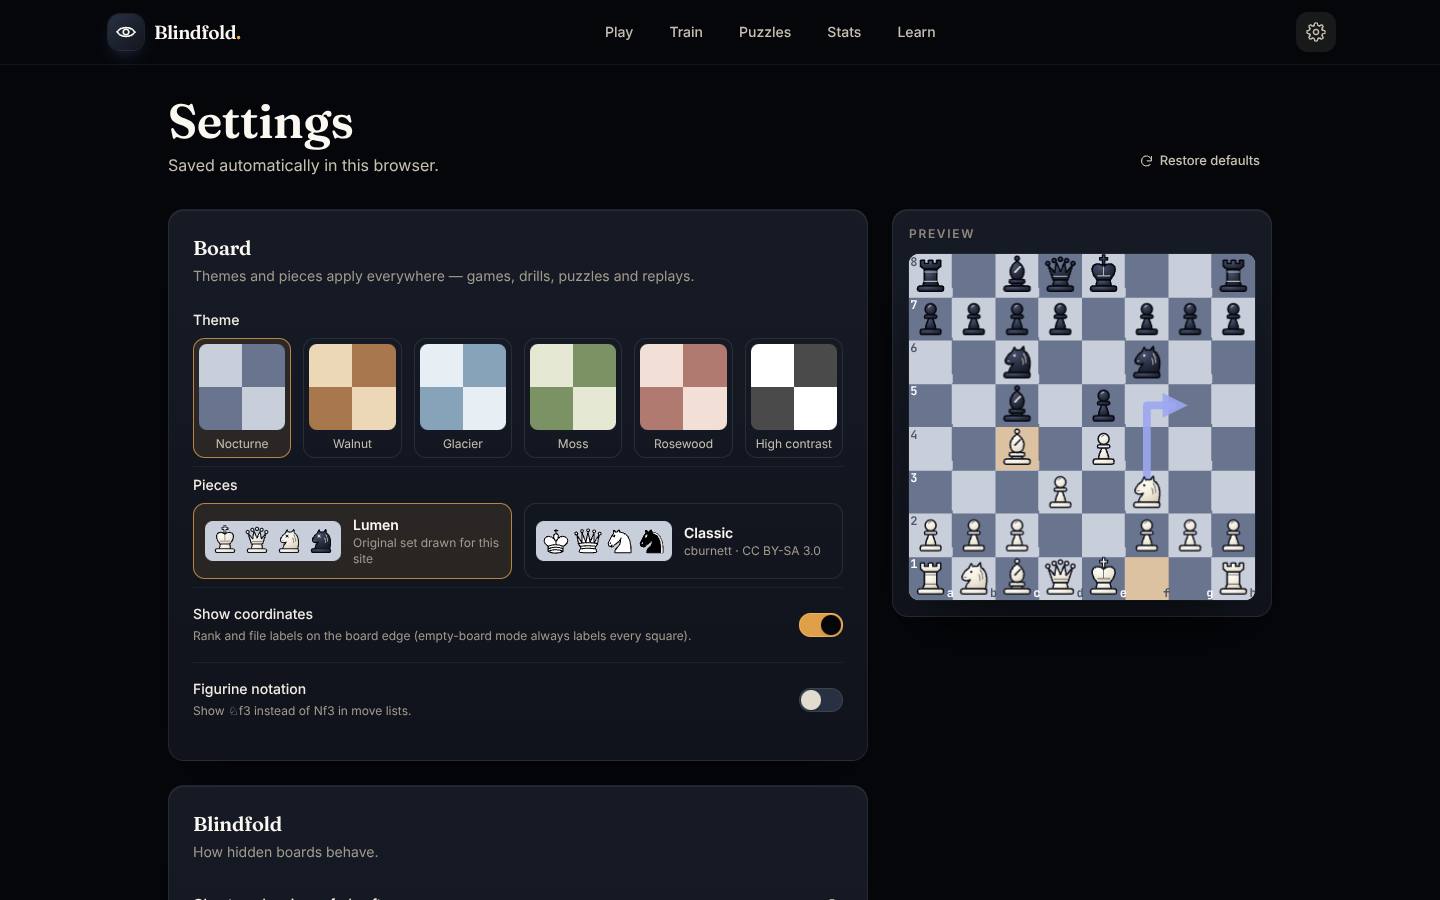 Blindfold.
Play
Train
Puzzles
Stats
Learn
Settings
Saved automatically in this browser.
Restore defaults
Board
Themes and pieces apply everywhere — games, drills, puzzles and replays.
Theme
Nocturne
Walnut
Glacier
Moss
Rosewood
High contrast
Pieces
Lumen
Original set drawn for this
site
Classic
cburnett · CC BY-SA 3.0
Show coordinates
Rank and file labels on the board edge (empty-board mode always labels every square).
Figurine notation
Show ♘f3 instead of Nf3 in move lists.
PREVIEW
8
7
6
5
4
3
2
1
a b c d e f g h
Blindfold
How hidden boards behave.